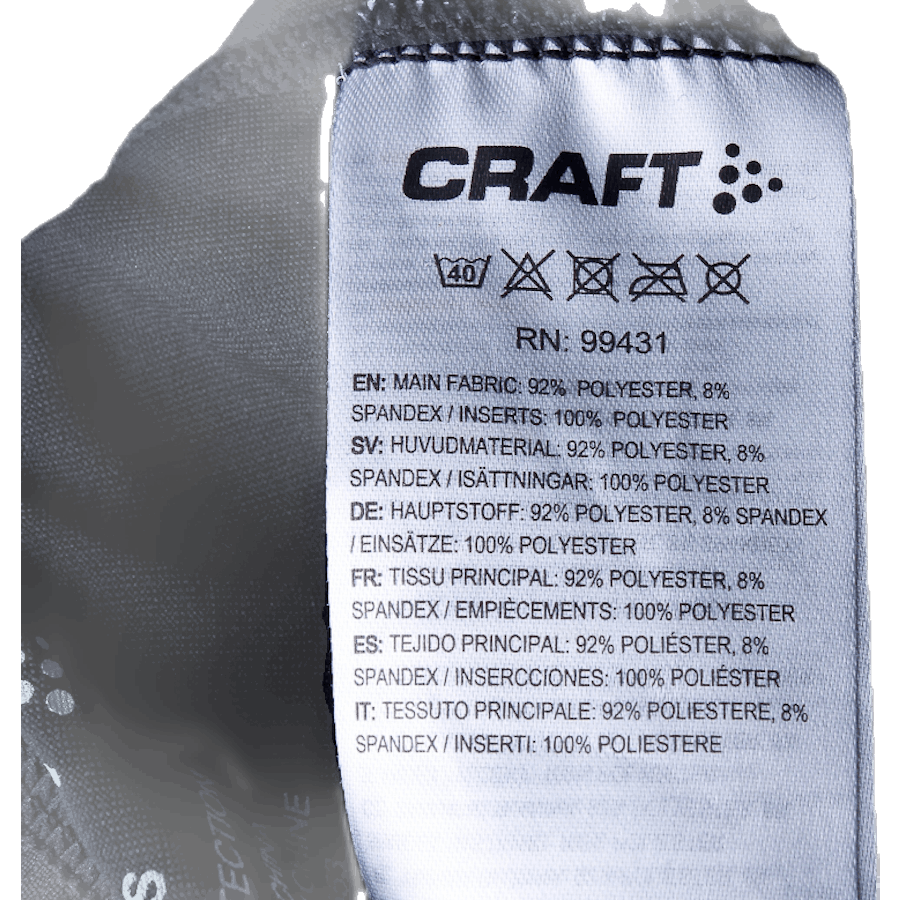 CRAFT
40
RN: 99431
EN: MAIN FABRIC: 92% POLYESTER, 8%
SPANDEX / INSERTS: 100% POLYESTER
SV: HUVUDMATERIAL: 92% POLYESTER, 8%
SPANDEX / ISÄTTNINGAR: 100% POLYESTER
DE: HAUPTSTOFF: 92% POLYESTER, 8% SPANDEX
/ EINSÄTZE: 100% POLYESTER
FR: TISSU PRINCIPAL: 92% POLYESTER, 8%
SPANDEX / EMPIÈCEMENTS: 100% POLYESTER
ES: TEJIDO PRINCIPAL: 92% POLIÉSTER, 8%
SPANDEX / INSERCCIONES: 100% POLYESTER
IT: TESSUTO PRINCIPALE: 92% POLIESTERE, 8%
SPANDEX / INSERTI: 100% POLIESTERE
S